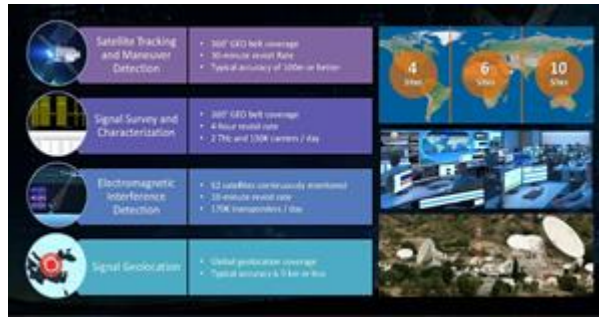 Satellite Tracking
and Maneuver
Detection
• 360° GEO belt coverage
• 30-minute revisit Rate
• Typical accuracy of 100m or better
Signal Survey and
Characterization
• 360° GEO belt coverage
• 4-hour revisit rate
• 2 THz and 150K carriers / day
Electromagnetic
Interference
Detection
• 52 satellites continuously monitored
• 10-minute revisit rate
• 170K transponders / day
Signal Geolocation
• Global geolocation coverage
• Typical accuracy is 5 km or less
4
Sites
6
Sites
10
Sites